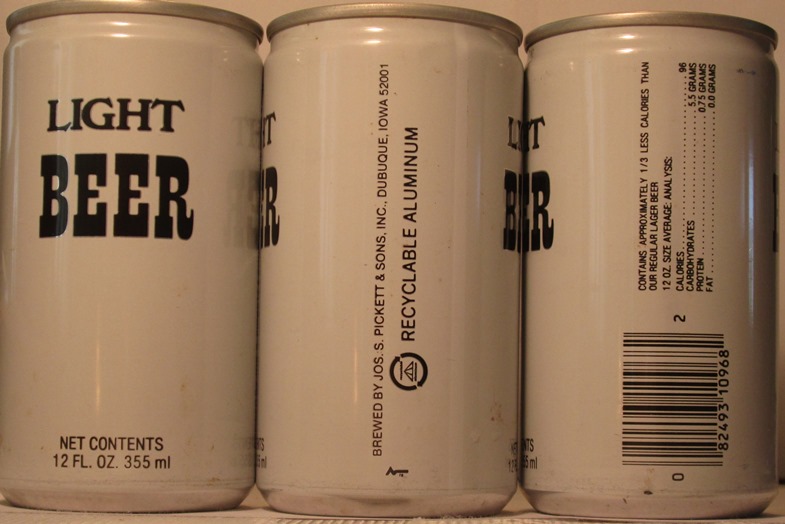 LIGHT
BEER
NET CONTENTS
12 FL. OZ. 355 ml
BREWED BY JOS. S. PICKETT & SONS, INC., DUBUQUE, IOWA 52001
RECYCLABLE ALUMINUM
CONTAINS APPROXIMATELY 1/3 LESS CALORIES THAN
OUR REGULAR LAGER BEER
12 OZ. SIZE AVERAGE: ANALYSIS:
CALORIES.......................96
CARBOHYDRATES.......................5.5 GRAMS
PROTEIN.......................0.75 GRAMS
FAT.......................0.0 GRAMS
2
82493 10968
0